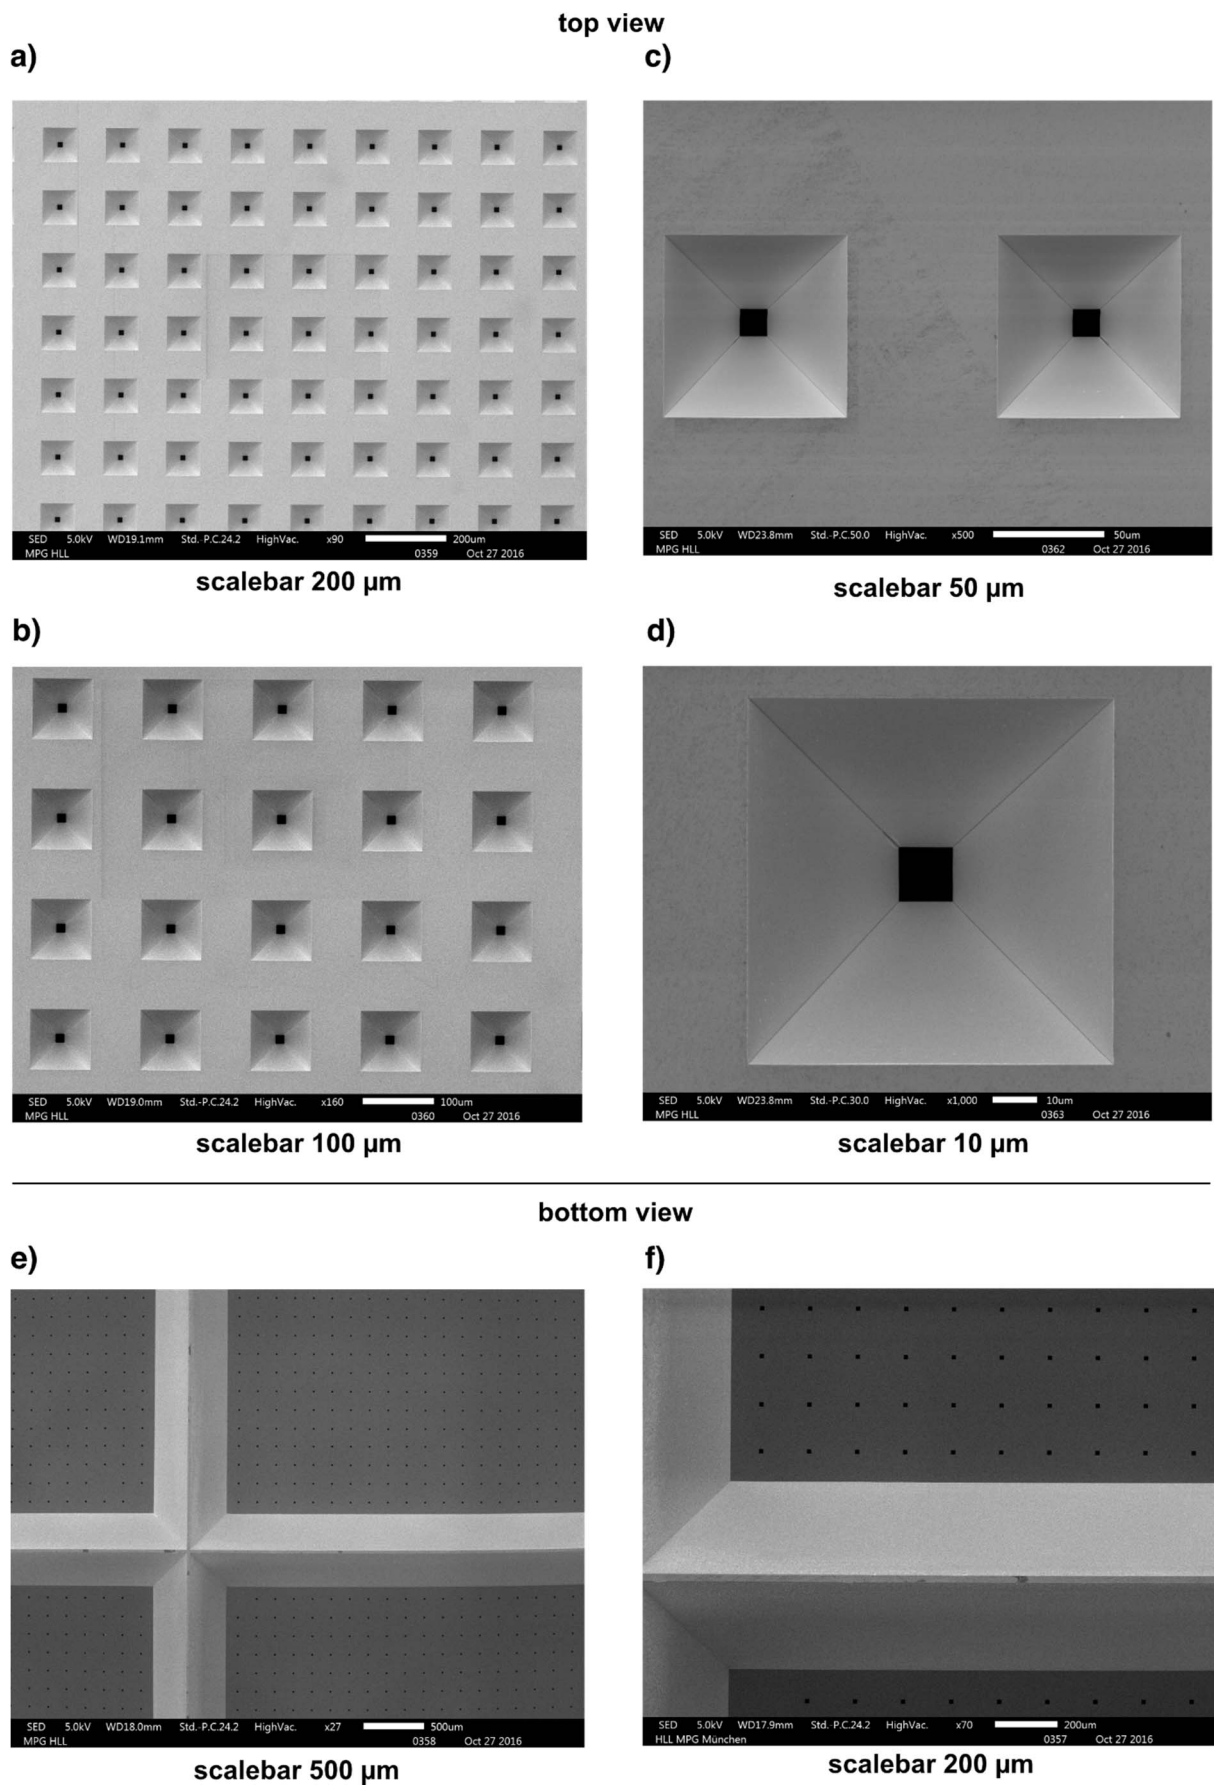 top view
a)
c)
SED 5.0kV WD19.1mm Std.-P.C.24.2 HighVac. x90 200um
MPG HLL 0359 Oct 27 2016
scalebar 200 µm
SED 5.0kV WD23.8mm Std.-P.C.50.0 HighVac. x500 50um
MPG HLL 0362 Oct 27 2016
scalebar 50 µm
b)
d)
SED 5.0kV WD19.0mm Std.-P.C.24.2 HighVac. x160 100um
MPG HLL 0360 Oct 27 2016
scalebar 100 µm
SED 5.0kV WD23.8mm Std.-P.C.30.0 HighVac. x1,000 10um
MPG HLL 0363 Oct 27 2016
scalebar 10 µm
bottom view
e)
f)
SED 5.0kV WD18.0mm Std.-P.C.24.2 HighVac. x27 500um
MPG HLL 0358 Oct 27 2016
scalebar 500 µm
SED 5.0kV WD17.9mm Std.-P.C.24.2 HighVac. x70 200um
HLL MPG München 0357 Oct 27 2016
scalebar 200 µm